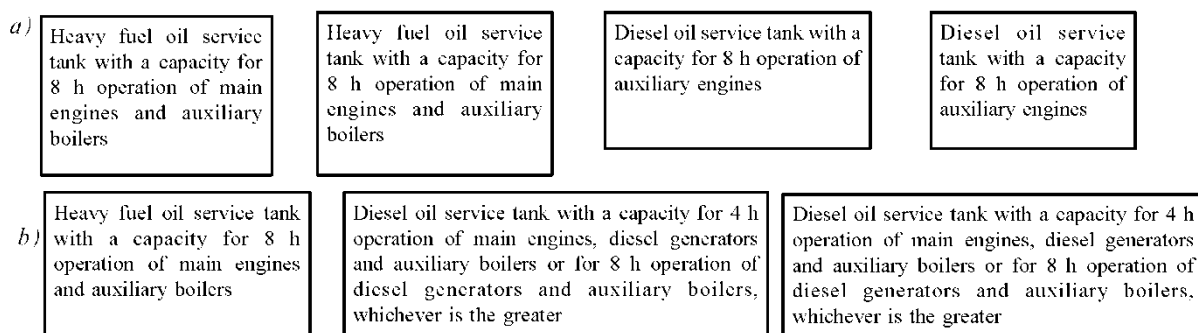 a)
Heavy fuel oil service
tank with a capacity for
8 h operation of main
engines and auxiliary
boilers
Heavy fuel oil service
tank with a capacity for
8 h operation of main
engines and auxiliary
boilers
Diesel oil service tank with a
capacity for 8 h operation of
auxiliary engines
Diesel oil service
tank with a capacity
for 8 h operation of
auxiliary engines
b)
Heavy fuel oil service tank
with a capacity for 8 h
operation of main engines
and auxiliary boilers
Diesel oil service tank with a capacity for 4 h
operation of main engines, diesel generators
and auxiliary boilers or for 8 h operation of
diesel generators and auxiliary boilers,
whichever is the greater
Diesel oil service tank with a capacity for 4 h
operation of main engines, diesel generators
and auxiliary boilers or for 8 h operation of
diesel generators and auxiliary boilers,
whichever is the greater